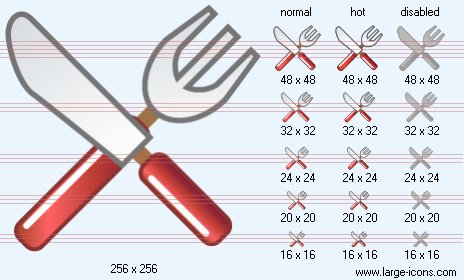 normal hot disabled
48 x 48 48 x 48 48 x 48
32 x 32 32 x 32 32 x 32
24 x 24 24 x 24 24 x 24
20 x 20 20 x 20 20 x 20
16 x 16 16 x 16 16 x 16
256 x 256
www.large-icons.com